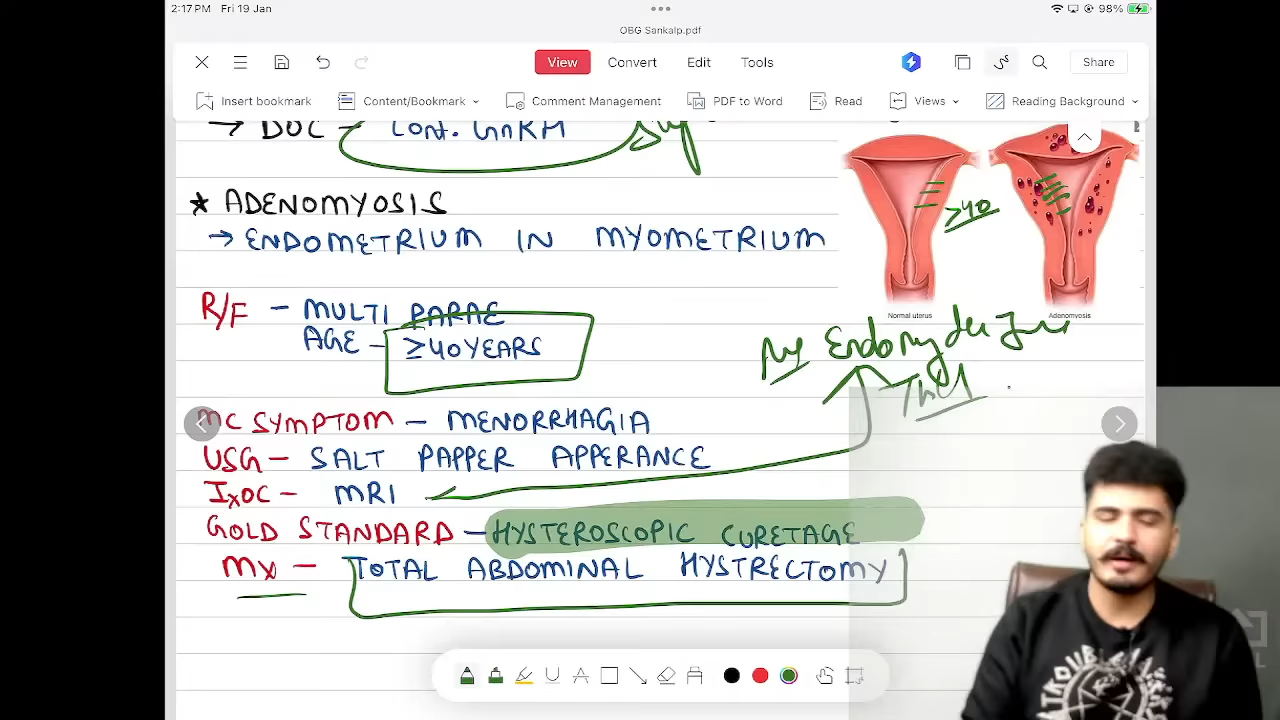 2:17 PM Fri 19 Jan
98%
OBG Sankalp.pdf
View Convert Edit Tools
Share
Insert bookmark Content/Bookmark Comment Management PDF to Word Read Views Reading Background
→ DOC - Cont. GnRH
★ ADENOMYOSIS
→ ENDOMETRIUM IN MYOMETRIUM
>40
R/F - MULTI PARAE
AGE - ≥40 YEARS
Normal uterus
Adenomyosis
MC SYMPTOM - MENORRHAGIA
USG - SALT PAPPER APPERANCE
IxOC - MRI
GOLD STANDARD - HYSTEROSCOPIC CURETAGE
Mx - TOTAL ABDOMINAL HYSTRECTOMY